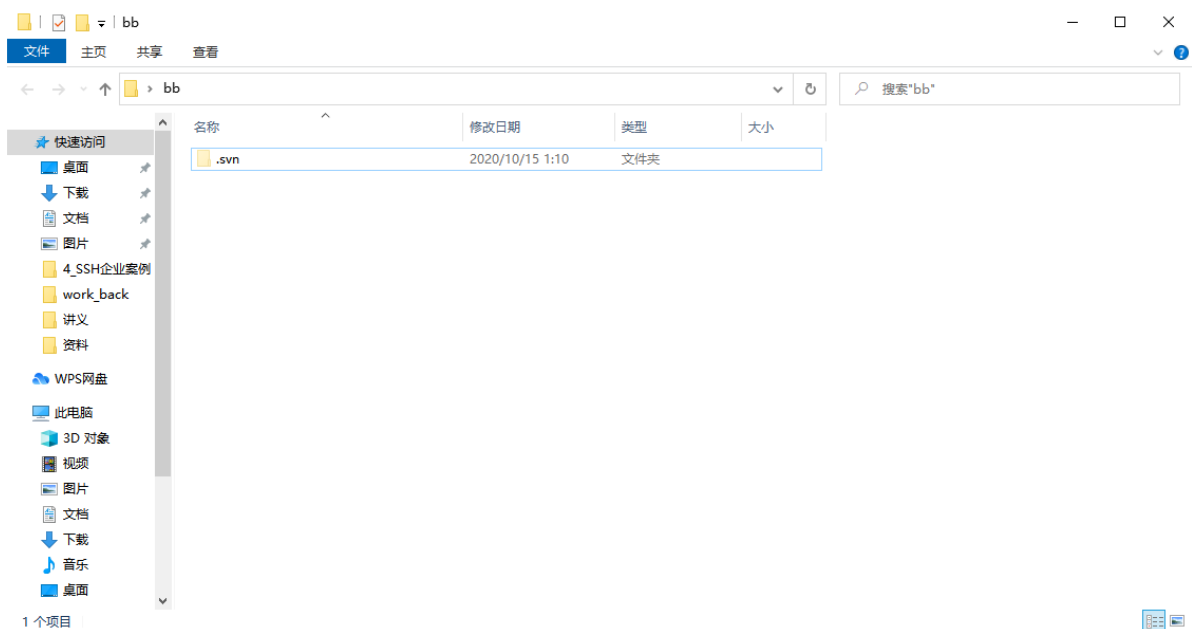 bb
文件 主页 共享 查看
bb
搜索"bb"
名称 修改日期 类型 大小
.svn 2020/10/15 1:10 文件夹
快速访问
桌面
下载
文档
图片
4_SSH企业案例
work_back
讲义
资料
WPS网盘
此电脑
3D 对象
视频
图片
文档
下载
音乐
桌面
1 个项目